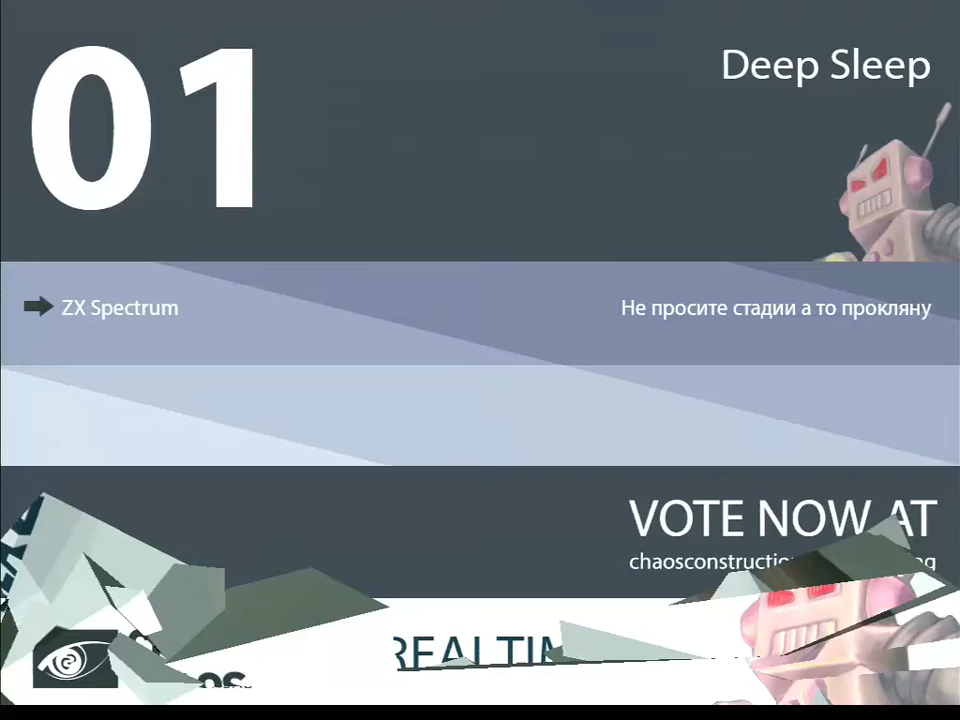 01
Deep Sleep
ZX Spectrum
Не просите стадии а то прокляну
VOTE NOW AT